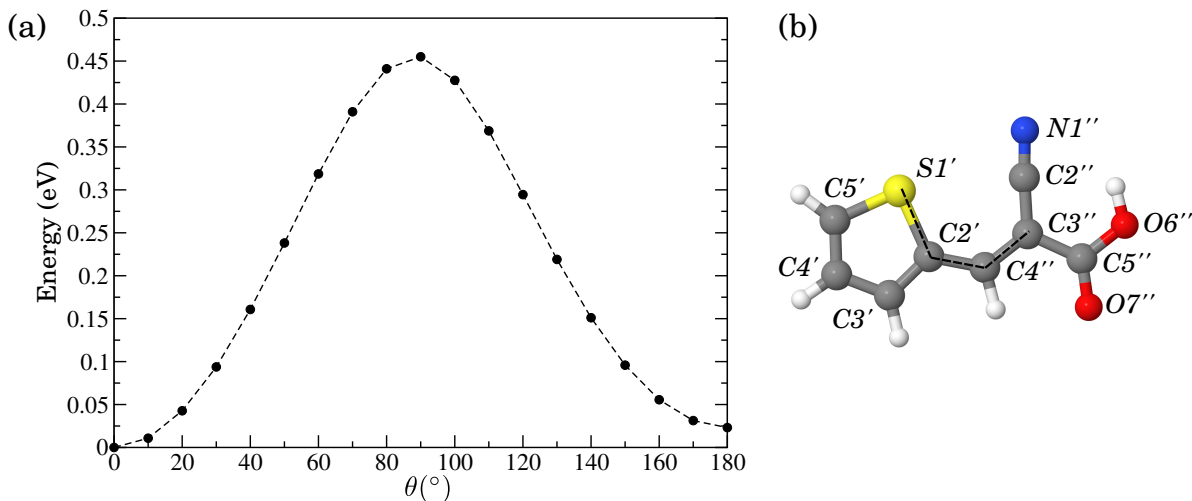 (a)
0.5
0.45
0.4
0.35
0.3
0.25
0.2
0.15
0.1
0.05
0
Energy (eV)
0 20 40 60 80 100 120 140 160 180
θ(°)
(b)
N1''
S1'
C2''
C5'
C3''
O6''
C2'
C4'
C4''
C5''
C3'
O7''